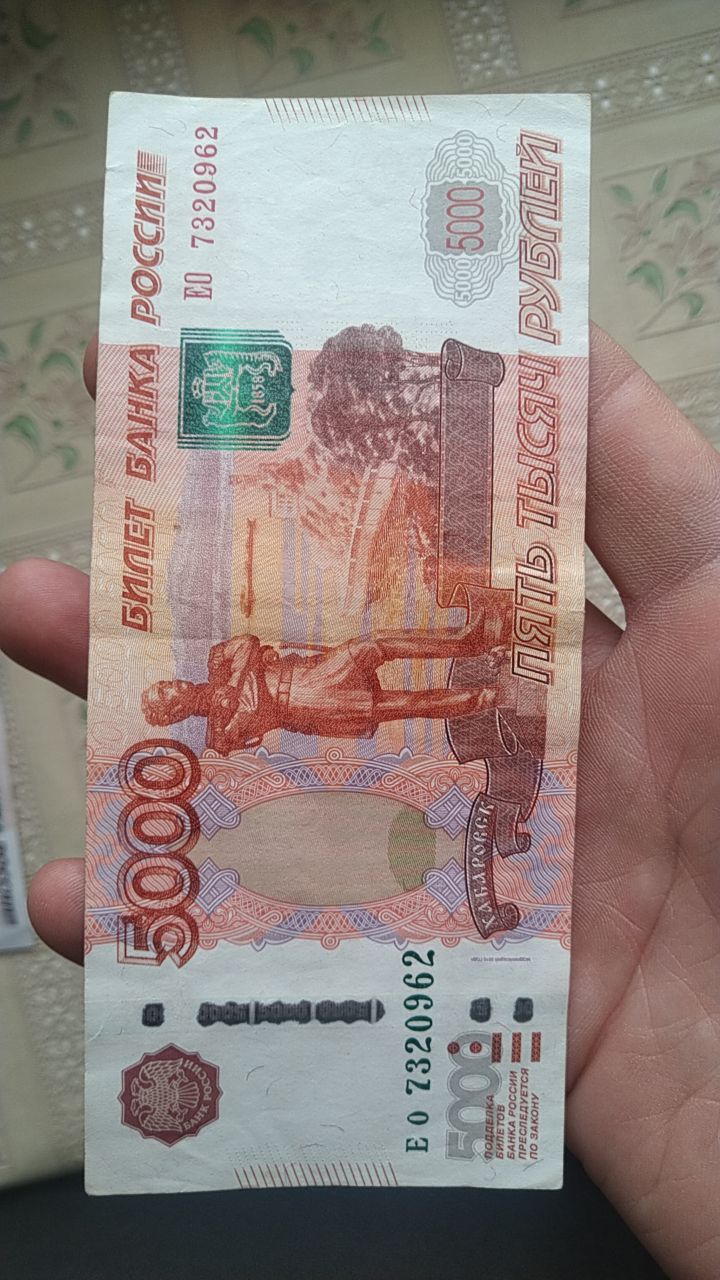 БИЛЕТ БАНКА РОССИИ
5000
ЕО 7320962
1858
БАНК РОССИИ
ЕО 7320962
5000
ХАБАРОВСК
5000 5000 5000
ПЯТЬ ТЫСЯЧ РУБЛЕЙ
ПОДДЕЛКА
БИЛЕТОВ
БАНКА РОССИИ
ПРЕСЛЕДУЕТСЯ
ПО ЗАКОНУ
РОССИИ